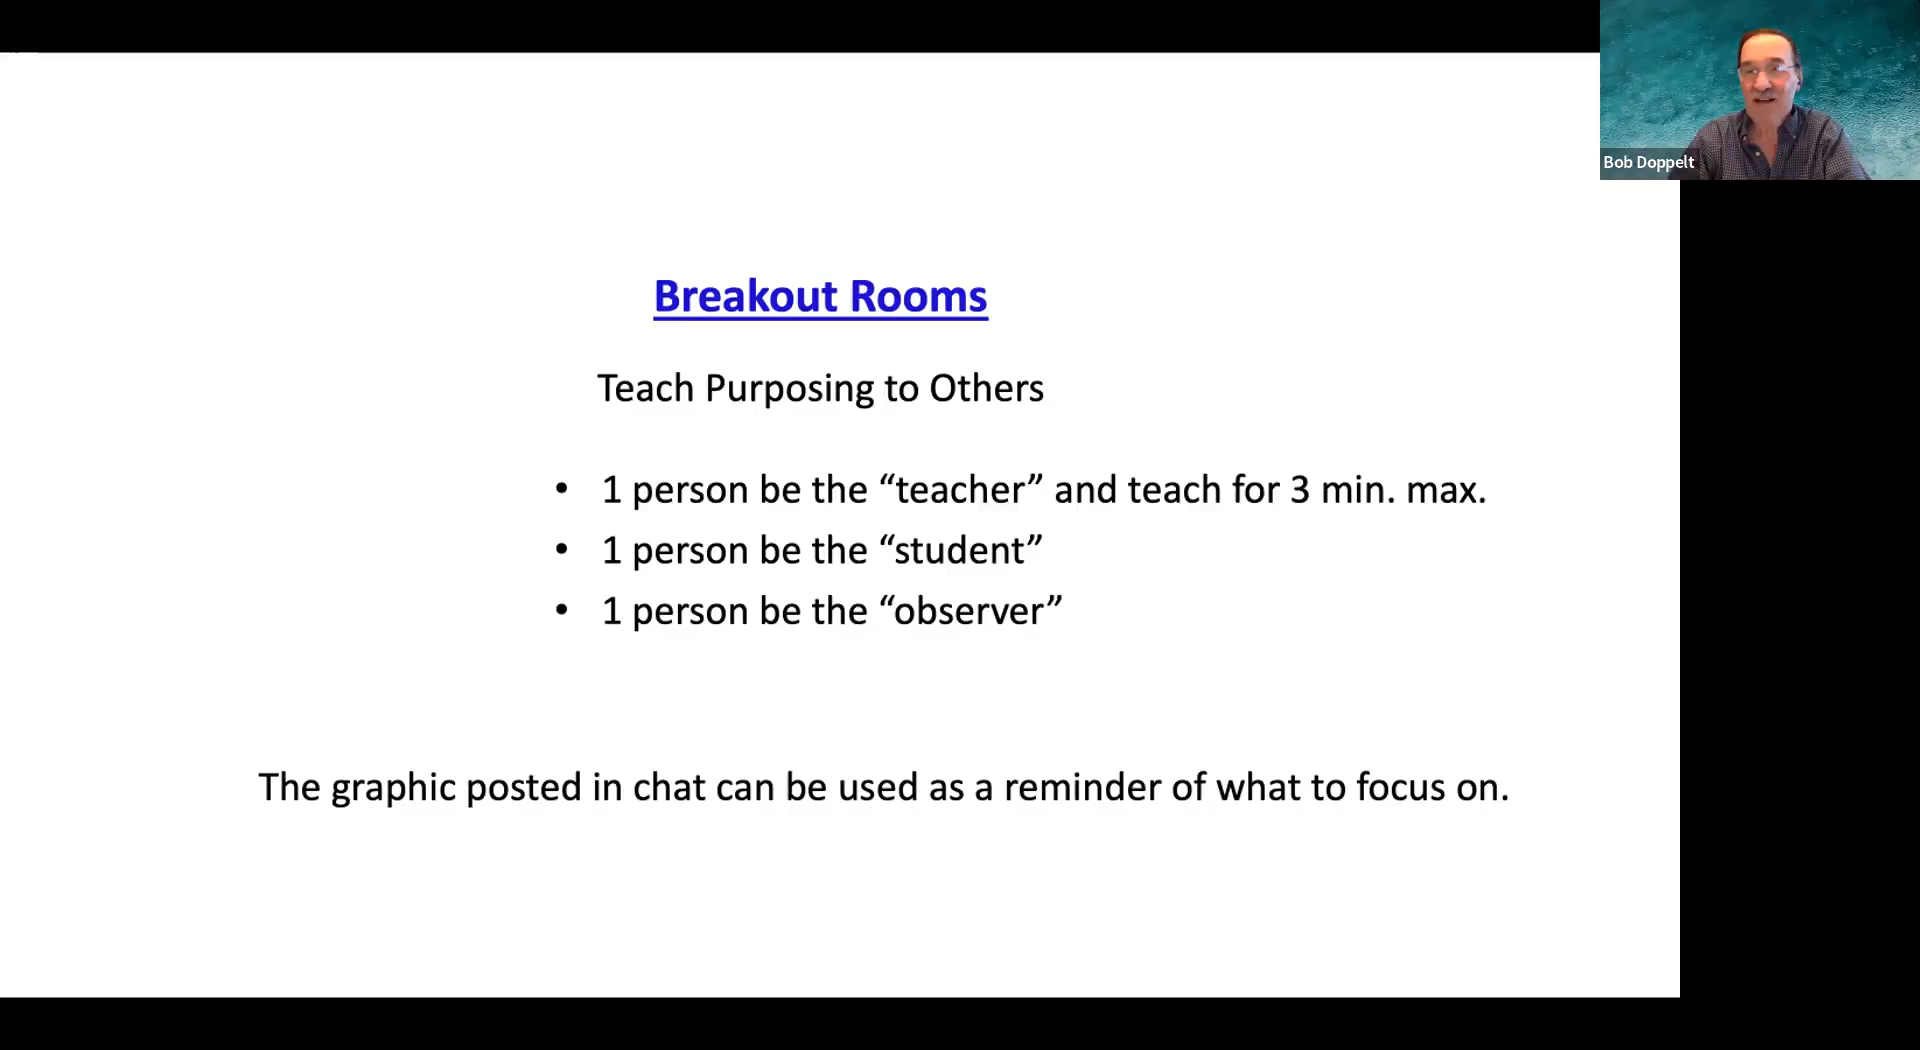 Bob Doppelt
Breakout Rooms
Teach Purposing to Others
• 1 person be the “teacher” and teach for 3 min. max.
• 1 person be the “student”
• 1 person be the “observer”
The graphic posted in chat can be used as a reminder of what to focus on.